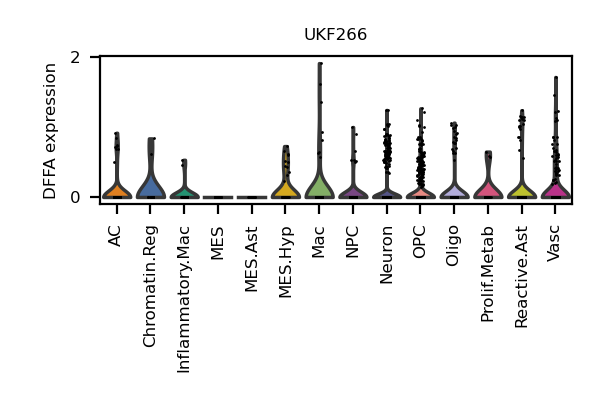 UKF266
DFFA expression
2
0
AC
Chromatin.Reg
Inflammatory.Mac
MES
MES.Ast
MES.Hyp
Mac
NPC
Neuron
OPC
Oligo
Prolif.Metab
Reactive.Ast
Vasc